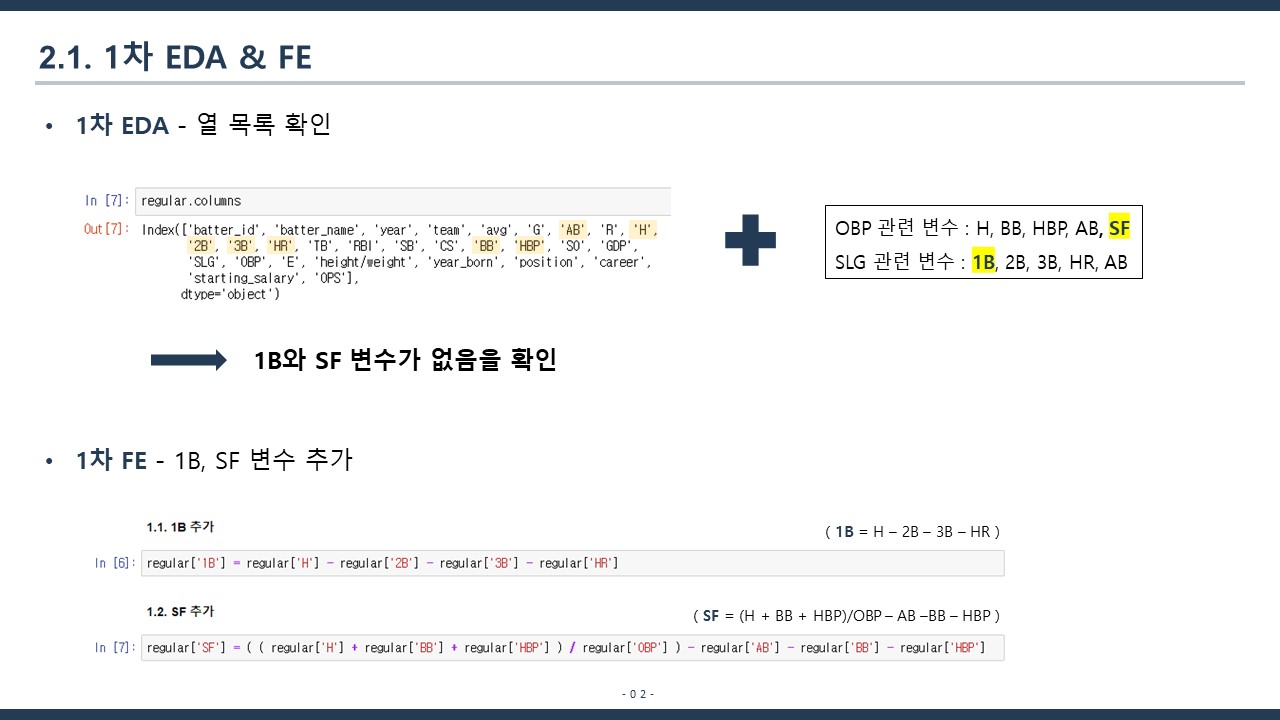 2.1. 1차 EDA & FE
• 1차 EDA - 열 목록 확인
In [7]: regular.columns
Out[7]: Index(['batter_id', 'batter_name', 'year', 'team', 'avg', 'G', 'AB', 'R', 'H',
'2B', '3B', 'HR', 'TB', 'RBI', 'SB', 'CS', 'BB', 'HBP', 'SO', 'GDP',
'SLG', 'OBP', 'E', 'height/weight', 'year_born', 'position', 'career',
'starting_salary', 'OPS'],
dtype='object')
OBP 관련 변수 : H, BB, HBP, AB, SF
SLG 관련 변수 : 1B, 2B, 3B, HR, AB
1B와 SF 변수가 없음을 확인
• 1차 FE - 1B, SF 변수 추가
1.1. 1B 추가
( 1B = H – 2B – 3B – HR )
In [6]: regular['1B'] = regular['H'] - regular['2B'] - regular['3B'] - regular['HR']
1.2. SF 추가
( SF = (H + BB + HBP)/OBP – AB –BB – HBP )
In [7]: regular['SF'] = ( ( regular['H'] + regular['BB'] + regular['HBP'] ) / regular['OBP'] ) - regular['AB'] - regular['BB'] - regular['HBP']
- 0 2 -